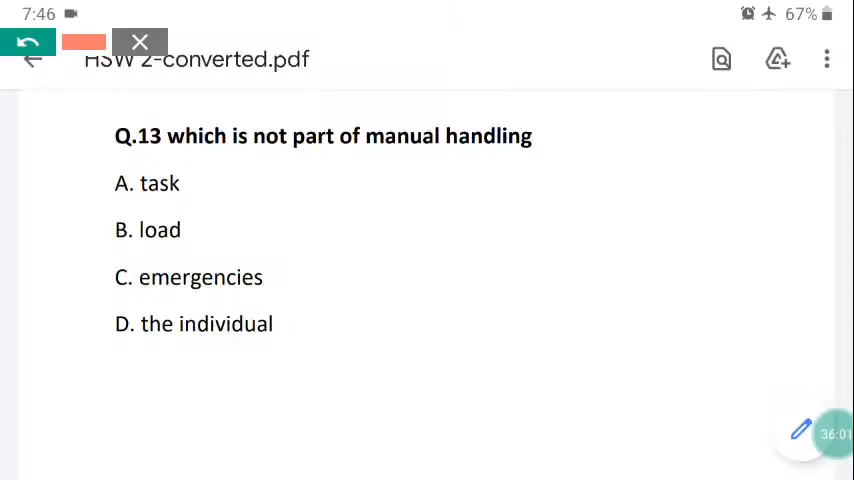 7:46 67%
HSW 2-converted.pdf
Q.13 which is not part of manual handling
A. task
B. load
C. emergencies
D. the individual
36:01